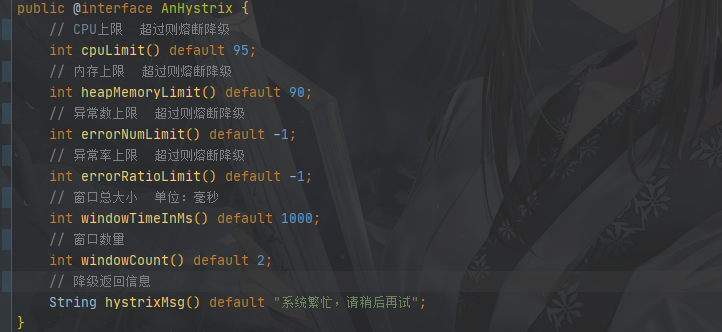 public @interface AnHystrix {
// CPU上限  超过则熔断降级
int cpuLimit() default 95;
// 内存上限  超过则熔断降级
int heapMemoryLimit() default 90;
// 异常数上限  超过则熔断降级
int errorNumLimit() default -1;
// 异常率上限  超过则熔断降级
int errorRatioLimit() default -1;
// 窗口总大小  单位：毫秒
int windowTimeInMs() default 1000;
// 窗口数量
int windowCount() default 2;
// 降级返回信息
String hystrixMsg() default "系统繁忙，请稍后再试";
}